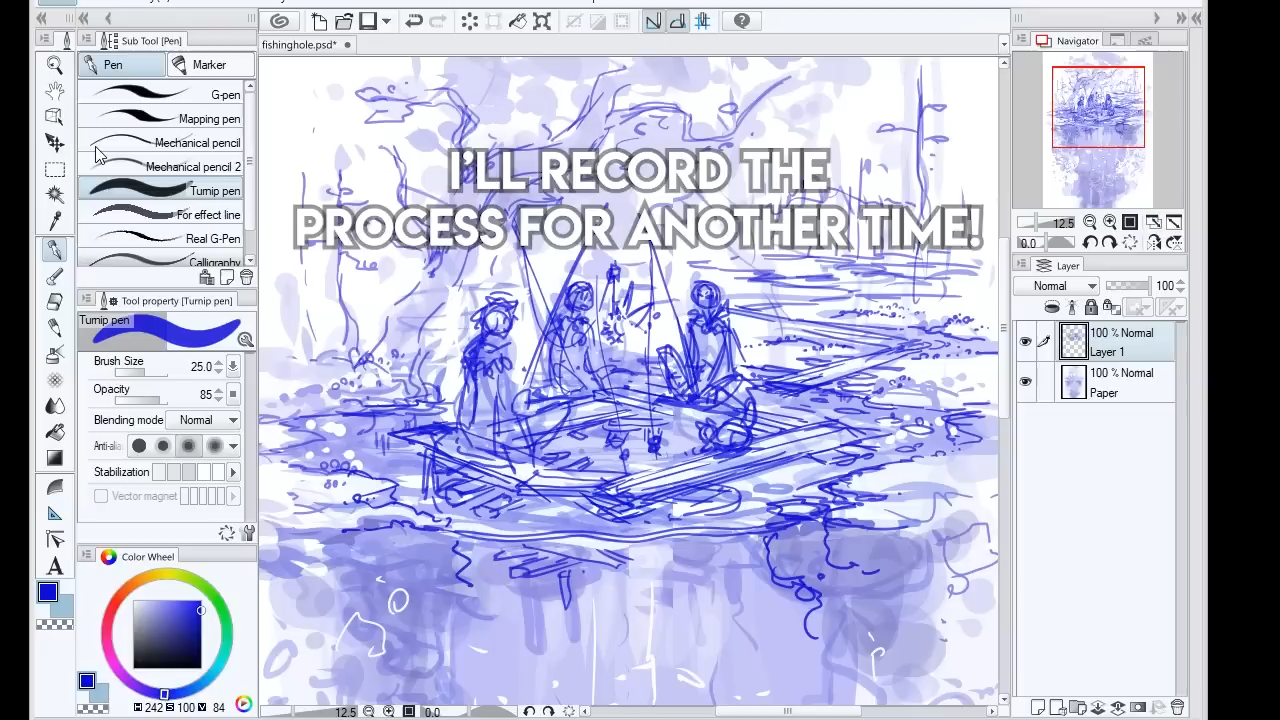 Sub Tool [Pen]
Pen
Marker
G-pen
Mapping pen
Mechanical pencil
Mechanical pencil 2
Turnip pen
For effect line
Real G-Pen
Calligraphy
Tool property [Turnip pen]
Turnip pen
Brush Size
25.0
Opacity
85
Blending mode
Normal
Anti-alia
Stabilization
Vector magnet
Color Wheel
H 242 S 100 V 84
fishinghole.psd*
I'LL RECORD THE
PROCESS FOR ANOTHER TIME!
12.5
0.0
Navigator
12.5
0.0
Layer
Normal
100
100 % Normal
Layer 1
100 % Normal
Paper